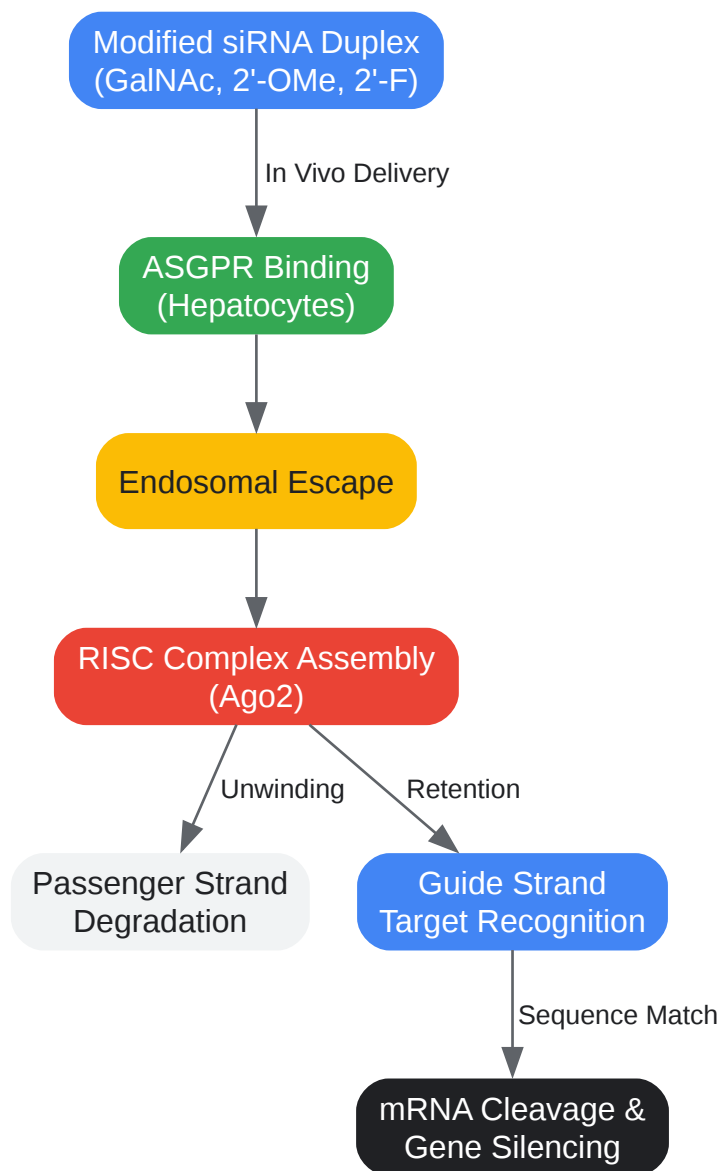 Modified siRNA Duplex
(GalNAc, 2'-OMe, 2'-F)
In Vivo Delivery
ASGPR Binding
(Hepatocytes)
Endosomal Escape
RISC Complex Assembly
(Ago2)
Unwinding
Retention
Passenger Strand
Degradation
Guide Strand
Target Recognition
Sequence Match
mRNA Cleavage &
Gene Silencing